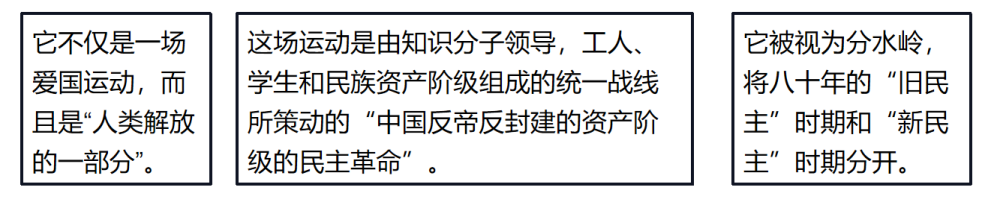 它不仅是一场
爱国运动，而
且是“人类解放
的一部分”。
这场运动是由知识分子领导，工人、
学生和民族资产阶级组成的统一战线
所策动的“中国反帝反封建的资产阶
级的民主革命”。
它被视为分水岭，
将八十年的“旧民
主”时期和“新民
主”时期分开。